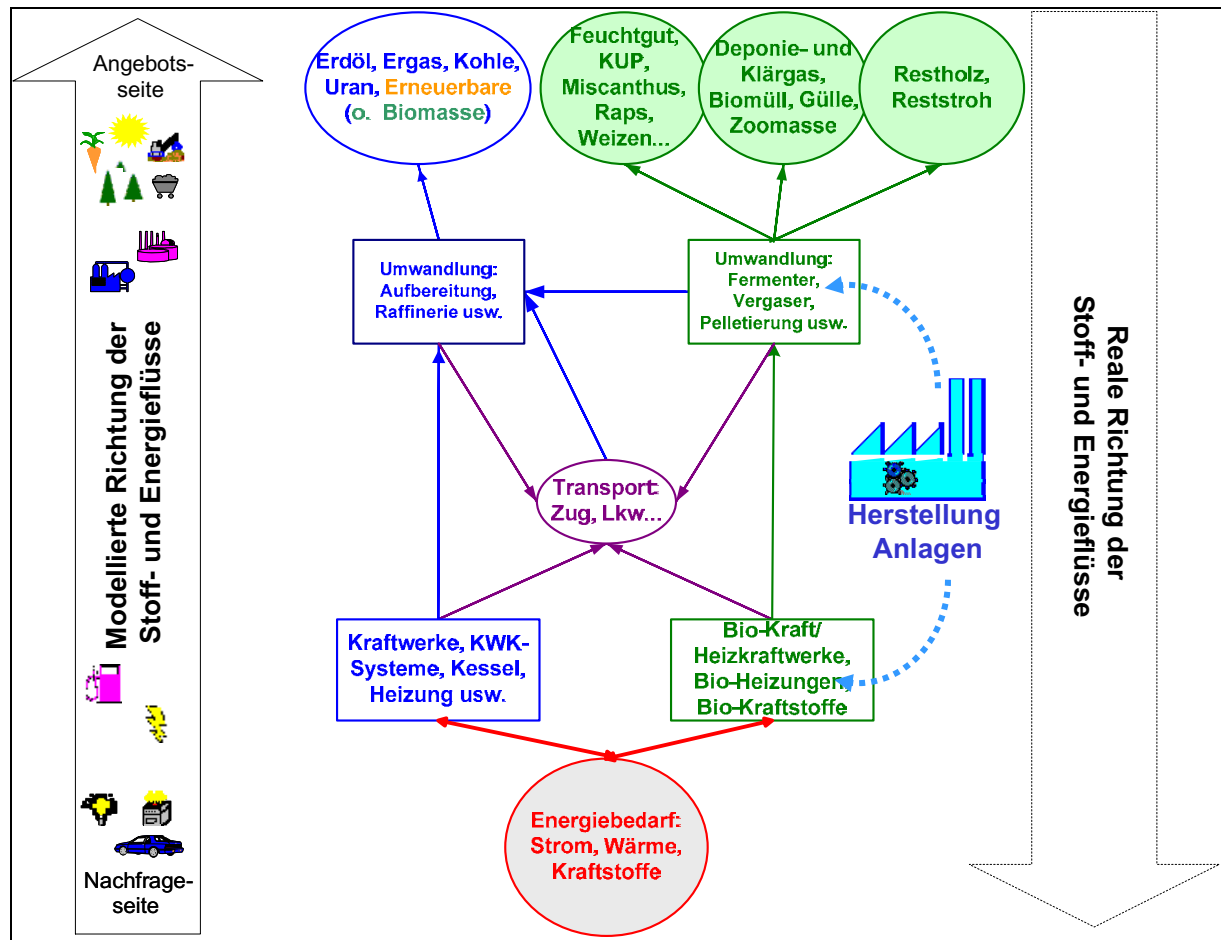 Angebots-
seite
Modellierte Richtung der
Stoff- und Energieflüsse
Nachfrage-
seite
Erdöl, Ergas, Kohle,
Uran, Erneuerbare
(o. Biomasse)
Feuchtgut,
KUP,
Miscanthus,
Raps,
Weizen...
Deponie- und
Klärgas,
Biomüll, Gülle,
Zoomasse
Restholz,
Reststroh
Umwandlung:
Aufbereitung,
Raffinerie usw.
Umwandlung:
Fermenter,
Vergaser,
Pelletierung usw.
Transport:
Zug, Lkw...
Herstellung
Anlagen
Kraftwerke, KWK-
Systeme, Kessel,
Heizung usw.
Bio-Kraft/
Heizkraftwerke,
Bio-Heizungen,
Bio-Kraftstoffe
Energiebedarf:
Strom, Wärme,
Kraftstoffe
Reale Richtung der
Stoff- und Energieflüsse